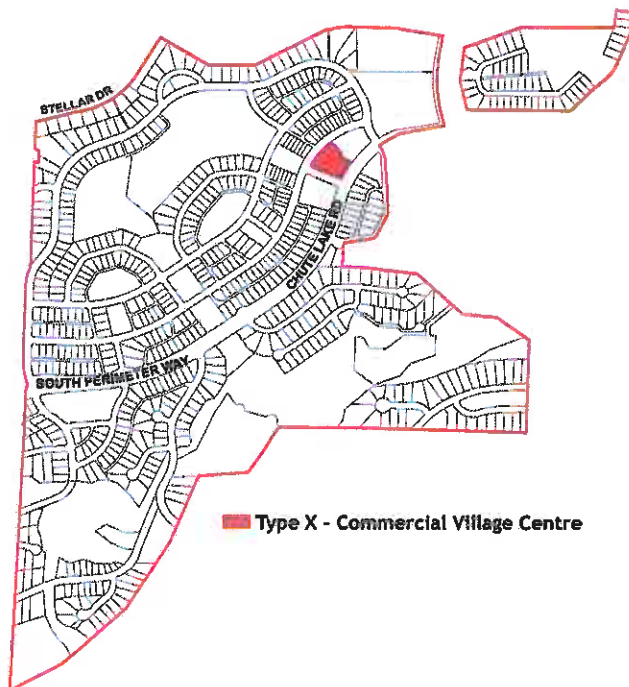 STELLAR DR
CHUTE LAKE RD
SOUTH PERIMETER WAY
Type X - Commercial Village Centre